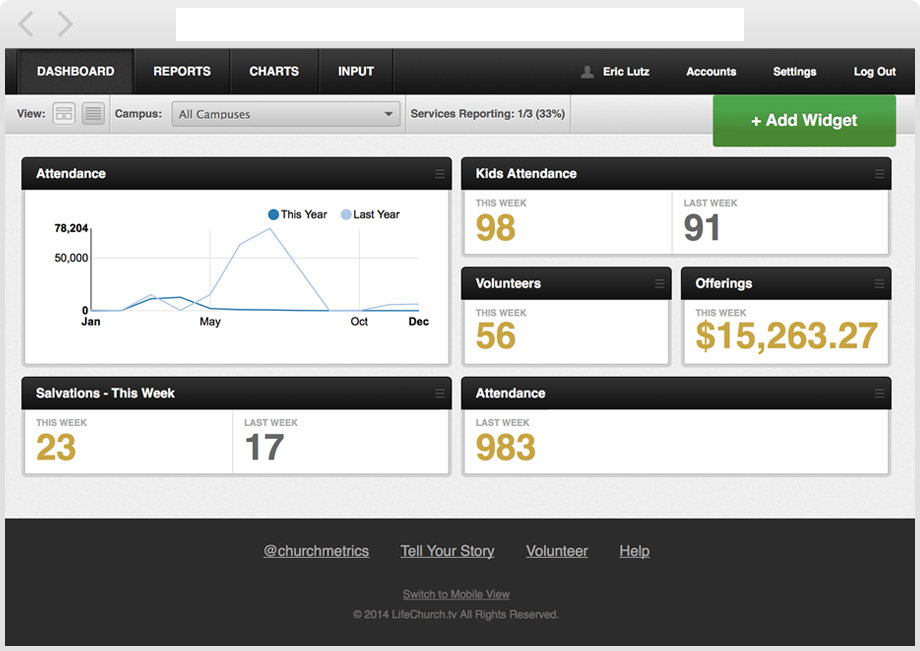 DASHBOARD REPORTS CHARTS INPUT Eric Lutz Accounts Settings Log Out
View: Campus: All Campuses Services Reporting: 1/3 (33%) + Add Widget
Attendance
This Year Last Year
78,204
50,000
0
Jan May Oct Dec
Kids Attendance
THIS WEEK LAST WEEK
98 91
Volunteers
THIS WEEK
56
Offerings
THIS WEEK
$15,263.27
Salvations - This Week
THIS WEEK LAST WEEK
23 17
Attendance
LAST WEEK
983
@churchmetrics Tell Your Story Volunteer Help
Switch to Mobile View
© 2014 LifeChurch.tv All Rights Reserved.